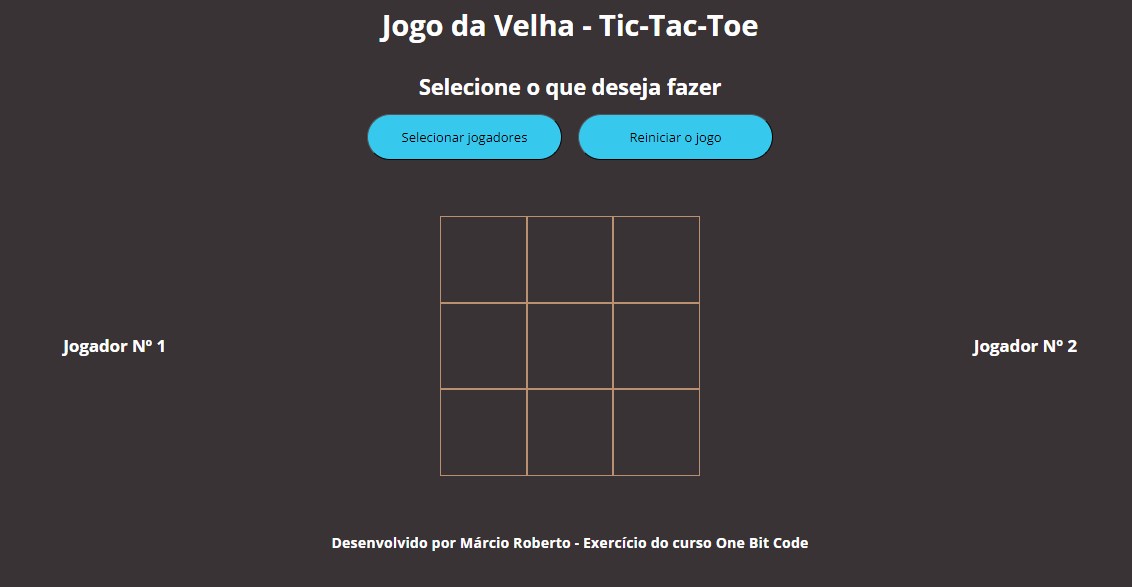 Jogo da Velha - Tic-Tac-Toe
Selecione o que deseja fazer
Selecionar jogadores
Reiniciar o jogo
Jogador Nº 1
Jogador Nº 2
Desenvolvido por Márcio Roberto - Exercício do curso One Bit Code